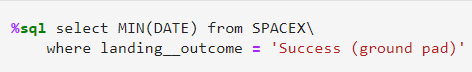 %sql select MIN(DATE) from SPACEX\
where landing__outcome = 'Success (ground pad)'